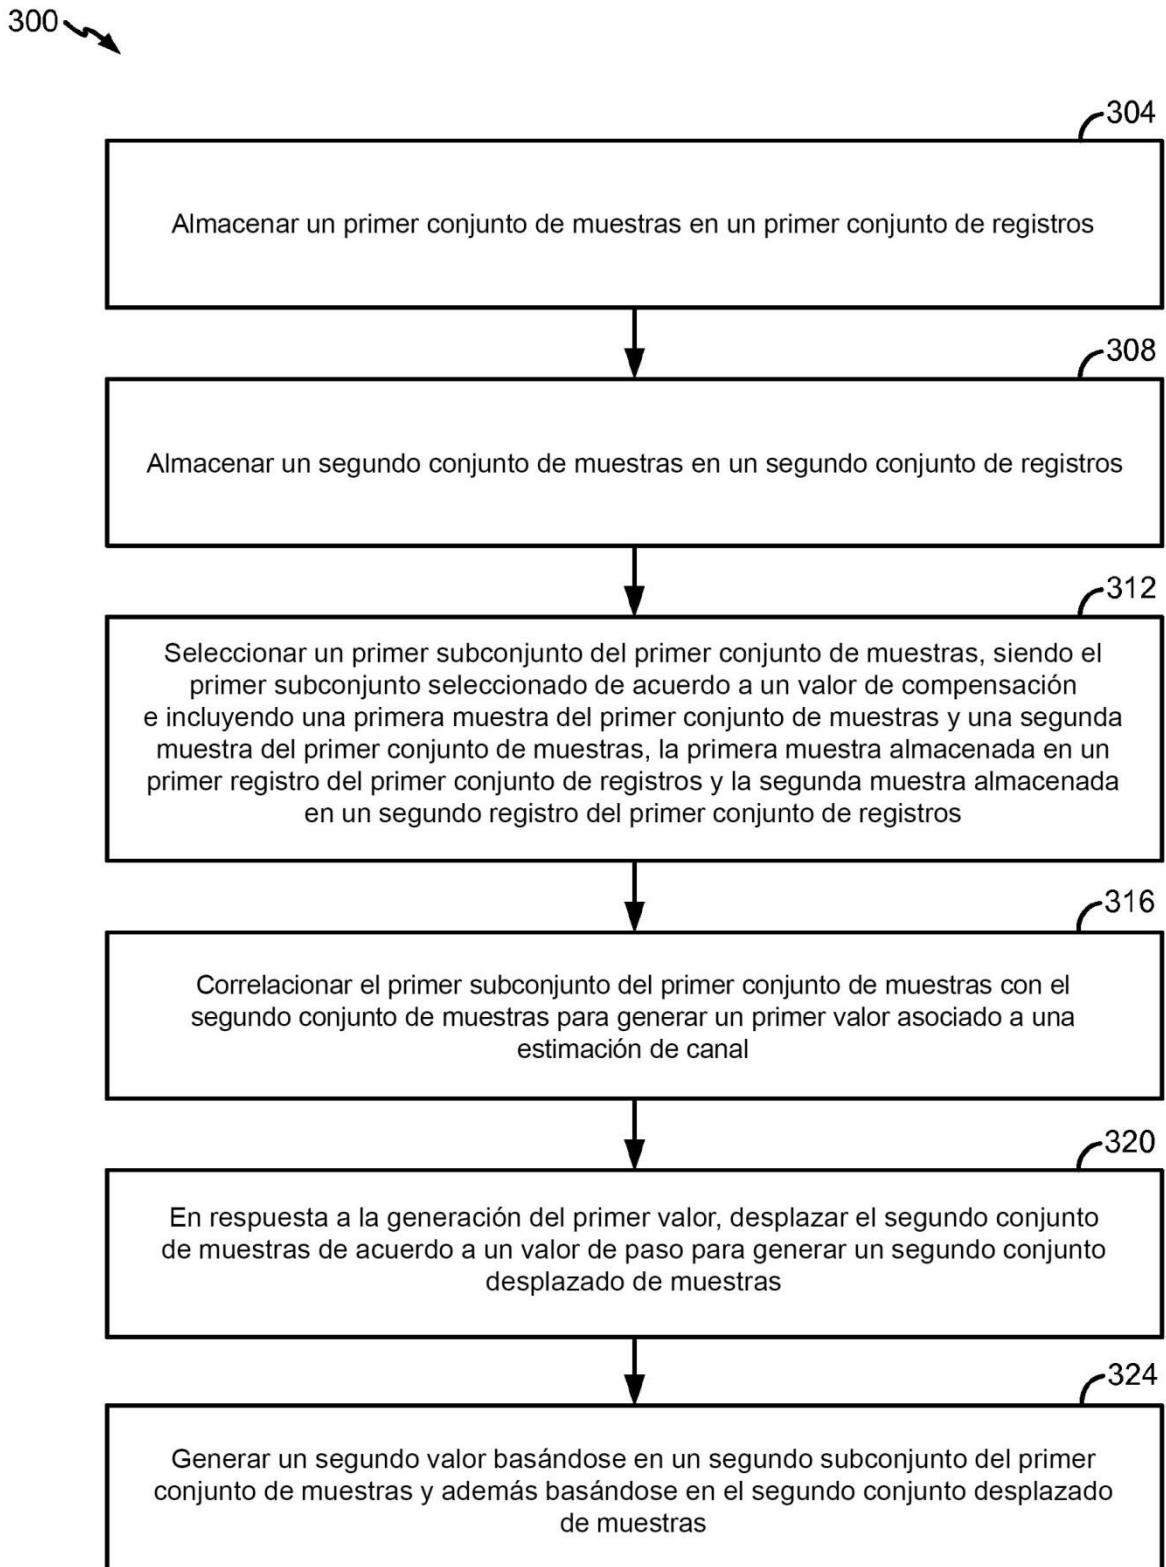 300
304
Almacenar un primer conjunto de muestras en un primer conjunto de registros
308
Almacenar un segundo conjunto de muestras en un segundo conjunto de registros
312
Seleccionar un primer subconjunto del primer conjunto de muestras, siendo el
primer subconjunto seleccionado de acuerdo a un valor de compensación
e incluyendo una primera muestra del primer conjunto de muestras y una segunda
muestra del primer conjunto de muestras, la primera muestra almacenada en un
primer registro del primer conjunto de registros y la segunda muestra almacenada
en un segundo registro del primer conjunto de registros
316
Correlacionar el primer subconjunto del primer conjunto de muestras con el
segundo conjunto de muestras para generar un primer valor asociado a una
estimación de canal
320
En respuesta a la generación del primer valor, desplazar el segundo conjunto
de muestras de acuerdo a un valor de paso para generar un segundo conjunto
desplazado de muestras
324
Generar un segundo valor basándose en un segundo subconjunto del primer
conjunto de muestras y además basándose en el segundo conjunto desplazado
de muestras